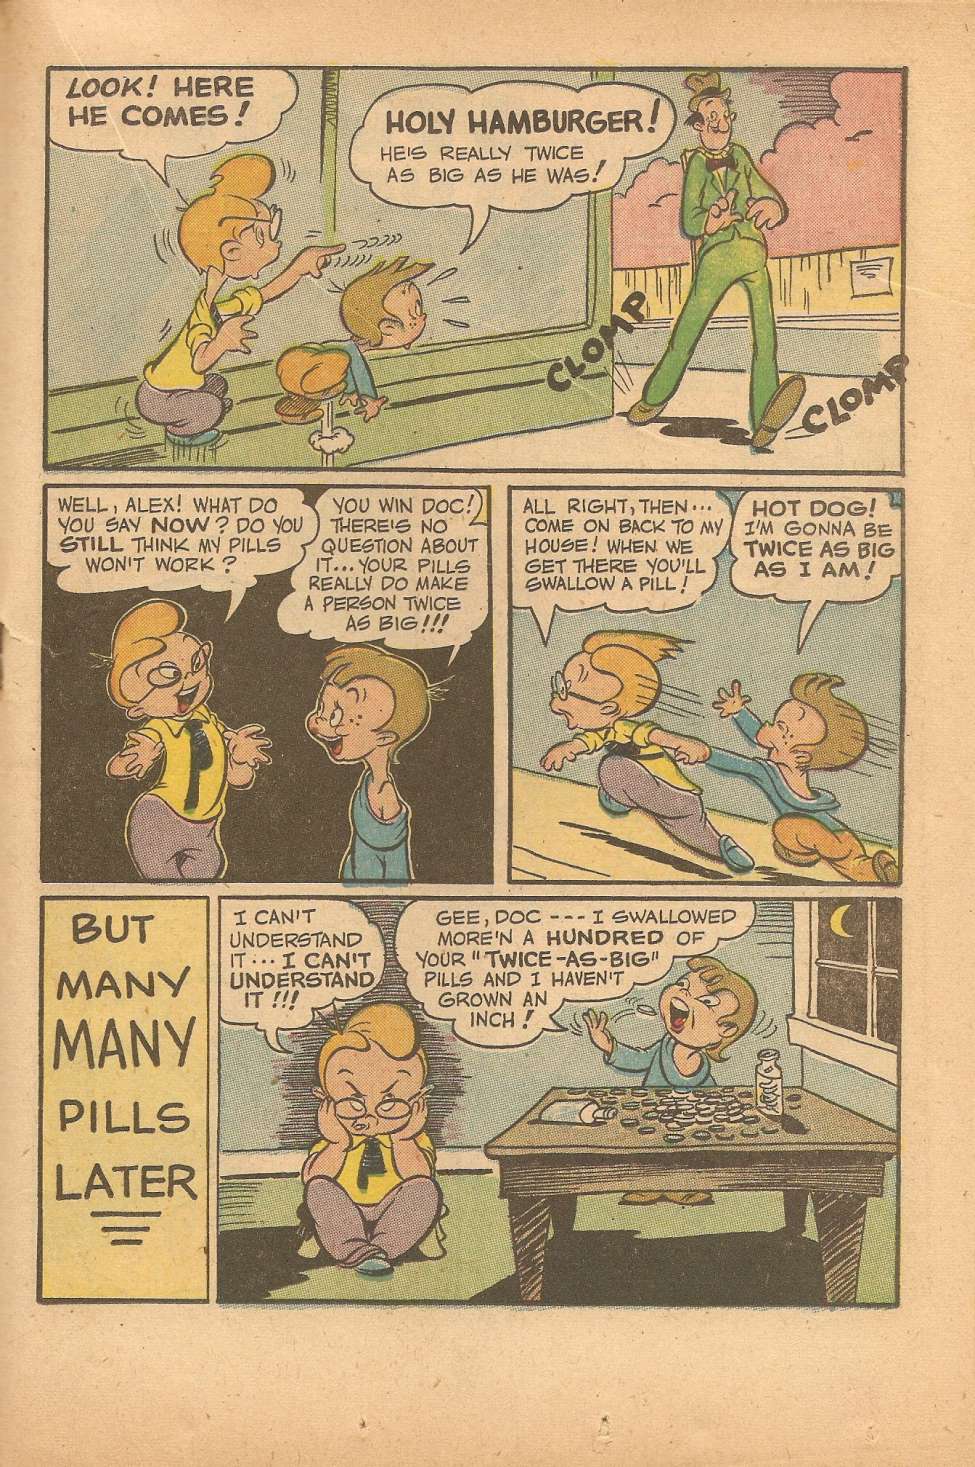 LOOK! HERE
HE COMES!
HOLY HAMBURGER!
HE'S REALLY TWICE
AS BIG AS HE WAS!
CLOMP
CLOMP
WELL, ALEX! WHAT DO
YOU SAY NOW? DO YOU
STILL THINK MY PILLS
WON'T WORK?
YOU WIN DOC!
THERE'S NO
QUESTION ABOUT
IT...YOUR PILLS
REALLY DO MAKE
A PERSON TWICE
AS BIG!!!
ALL RIGHT, THEN...
COME ON BACK TO MY
HOUSE! WHEN WE
GET THERE YOU'LL
SWALLOW A PILL!
HOT DOG!
I'M GONNA BE
TWICE AS BIG
AS I AM!
BUT
MANY
MANY
PILLS
LATER
I CAN'T
UNDERSTAND
IT... I CAN'T
UNDERSTAND
IT!!!
GEE, DOC --- I SWALLOWED
MORE'N A HUNDRED OF
YOUR "TWICE-AS-BIG"
PILLS AND I HAVEN'T
GROWN AN
INCH!